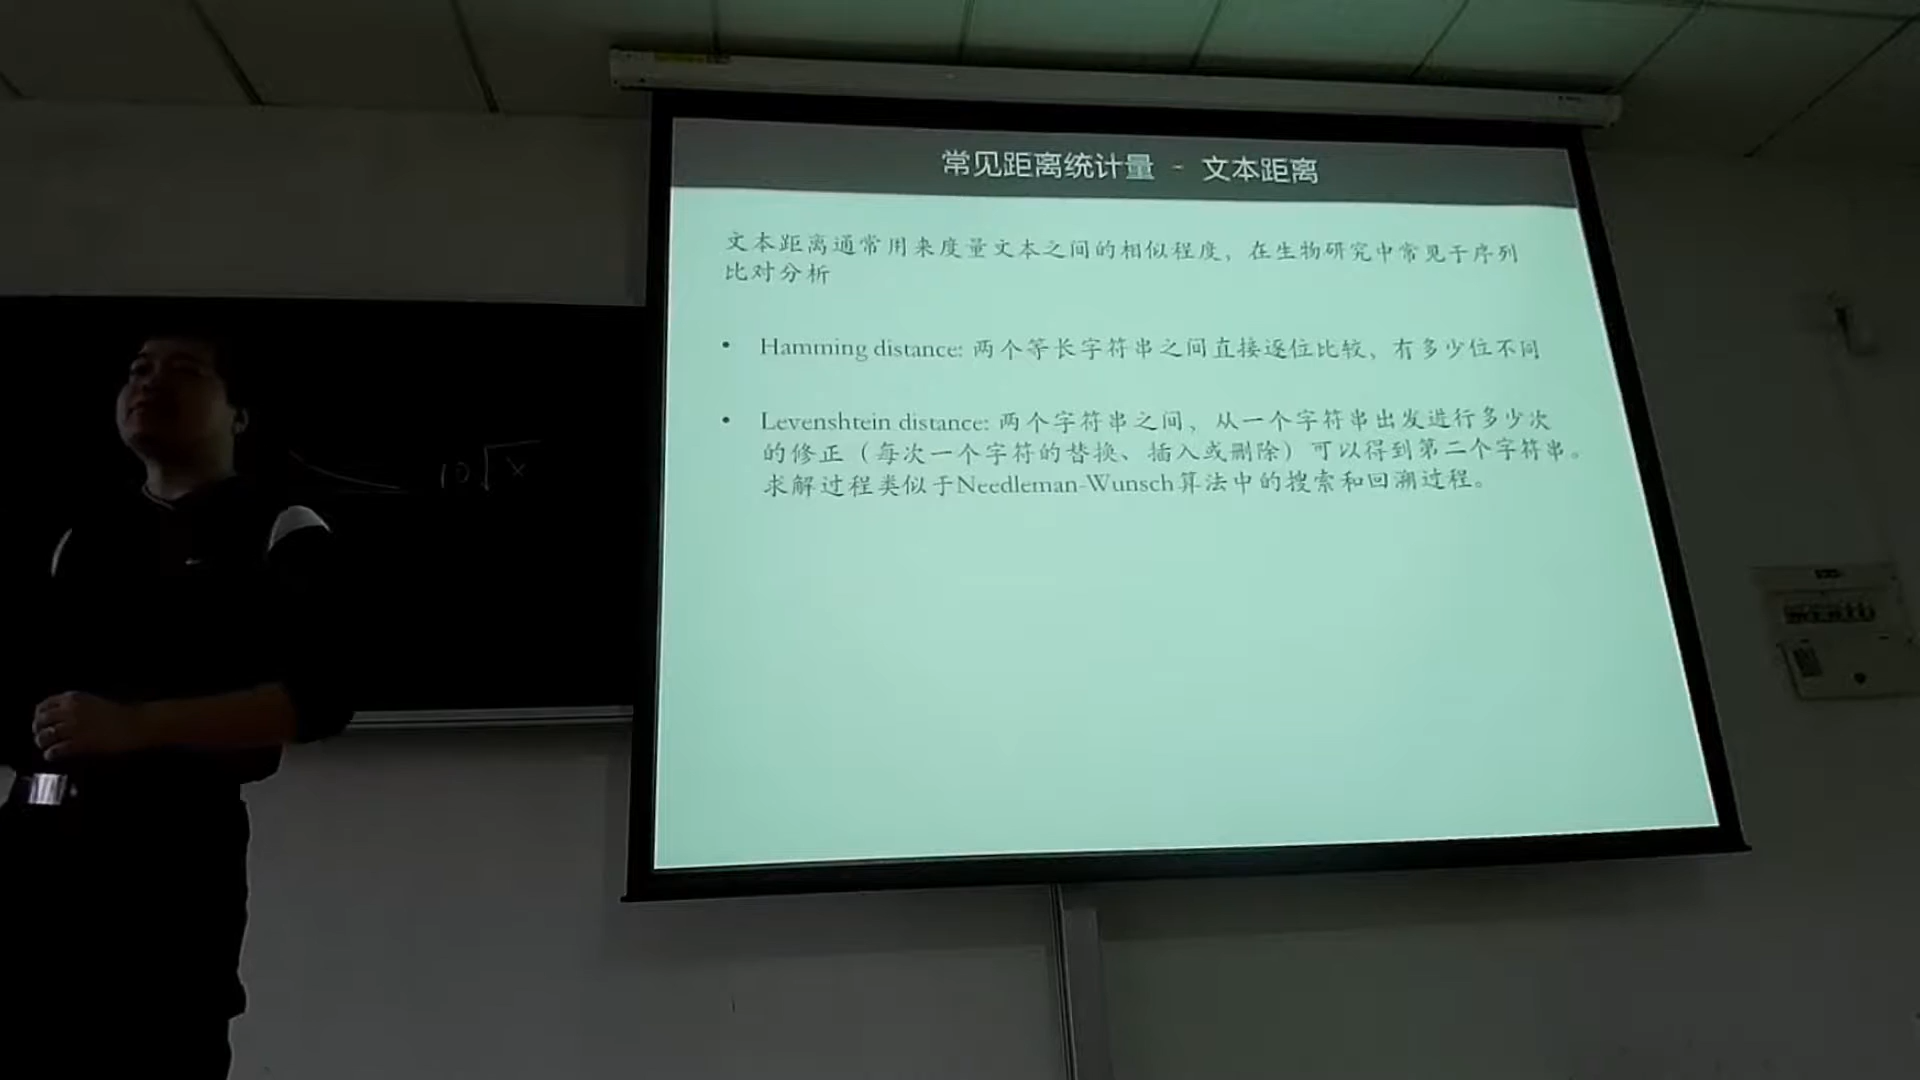 常见距离统计量 - 文本距离
文本距离通常用来度量文本之间的相似程度，在生物研究中常见于序列
比对分析
• Hamming distance: 两个等长字符串之间直接逐位比较，有多少位不同
• Levenshtein distance: 两个字符串之间，从一个字符串出发进行多少次
的修正（每次一个字符的替换、插入或删除）可以得到第二个字符串。
求解过程类似于Needleman-Wunsch算法中的搜索和回溯过程。
10√x